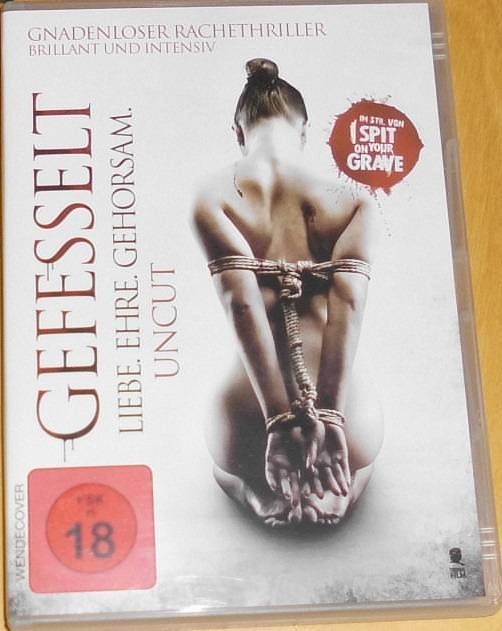 GNADENLOSER RACHETHRILLER
BRILLANT UND INTENSIV
GEFESSELT
LIEBE. EHRE. GEHORSAM.
UNCUT
IM STIL VON
I SPIT
ON YOUR
GRAVE
WENDECOVER
FSK
18